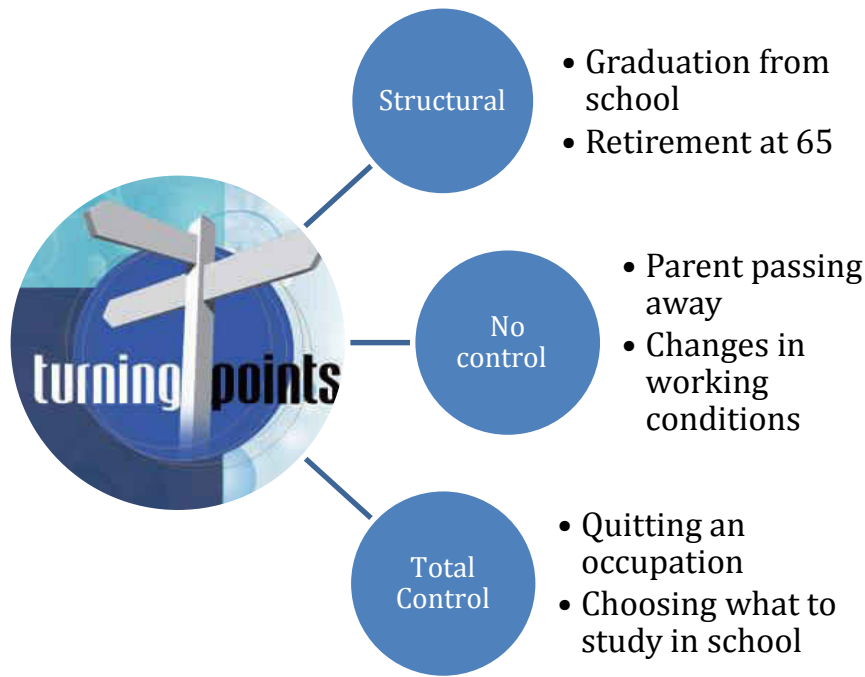 Structural
• Graduation from
school
• Retirement at 65
turning points
No
control
• Parent passing
away
• Changes in
working
conditions
Total
Control
• Quitting an
occupation
• Choosing what to
study in school